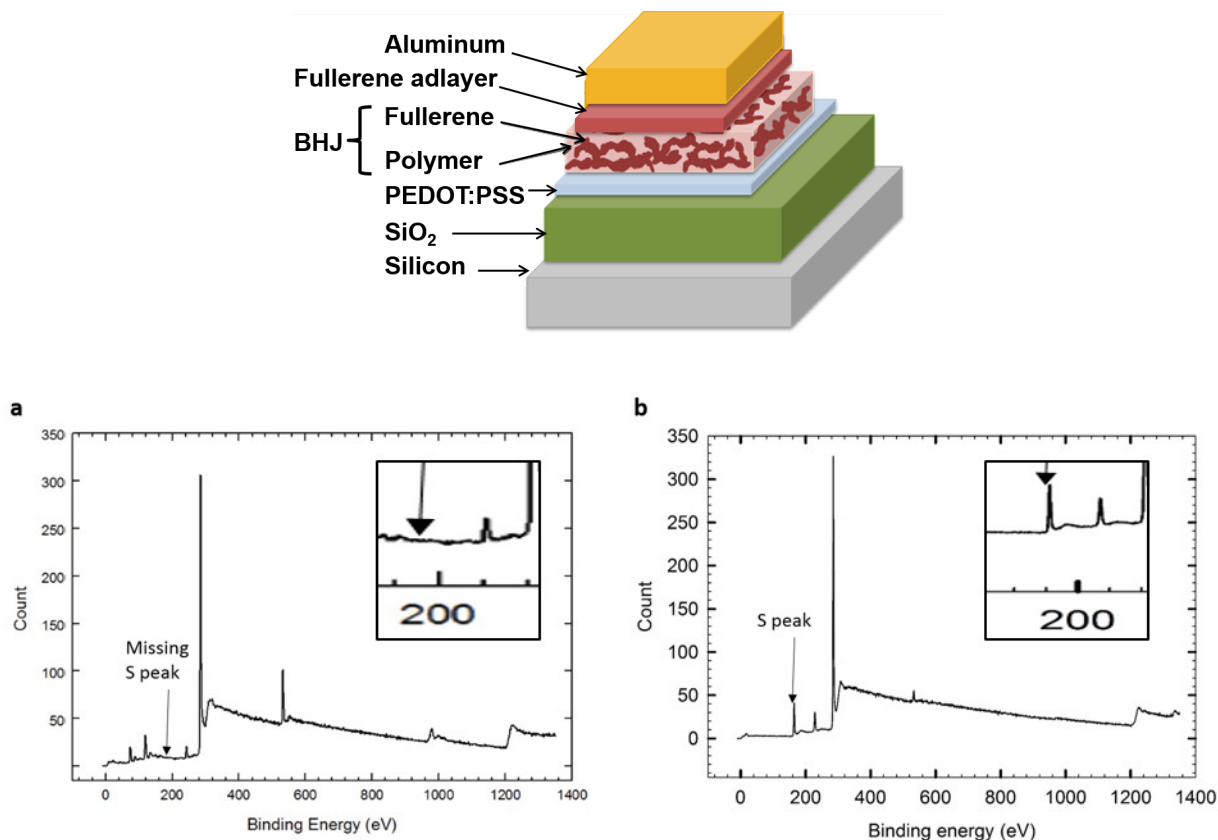 Aluminum
Fullerene adlayer
Fullerene
BHJ
Polymer
PEDOT:PSS
SiO₂
Silicon
a
350
300
250
200
150
100
50
0
Count
Missing
S peak
200
0 200 400 600 800 1000 1200 1400
Binding Energy (eV)
b
350
300
250
200
150
100
50
0
Count
S peak
200
0 200 400 600 800 1000 1200 1400
Binding energy (eV)